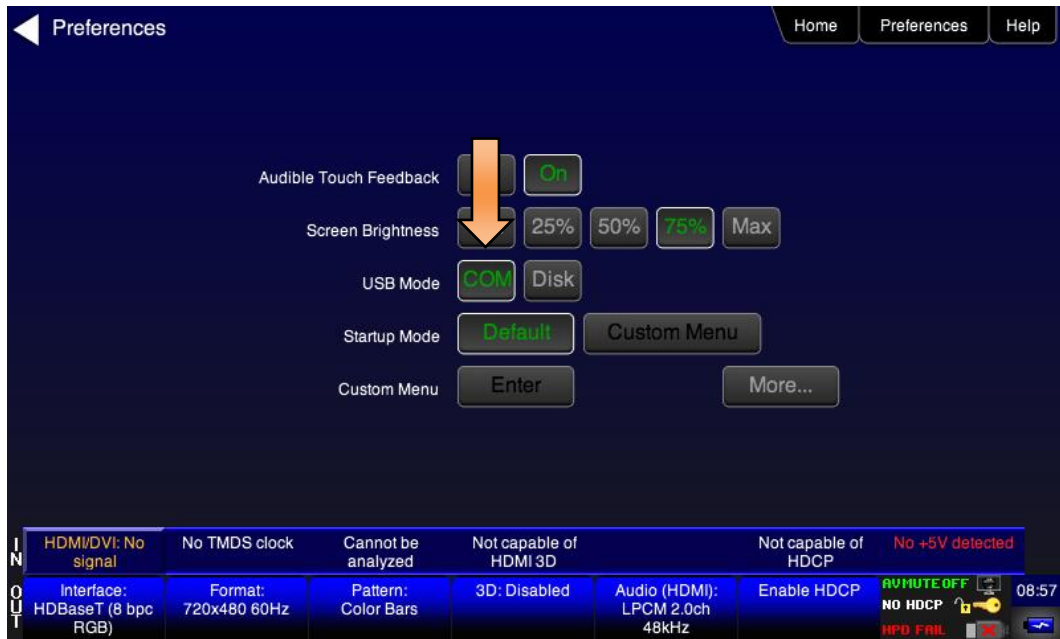 Preferences
Home Preferences Help
Audible Touch Feedback On
Screen Brightness 25% 50% 75% Max
USB Mode COM Disk
Startup Mode Default Custom Menu
Custom Menu Enter More...
IN
HDMI/DVI: No
signal
No TMDS clock
Cannot be
analyzed
Not capable of
HDMI 3D
Not capable of
HDCP
No +5V detected
OUT
Interface:
HDBaseT (8 bpc
RGB)
Format:
720x480 60Hz
Pattern:
Color Bars
3D: Disabled
Audio (HDMI):
LPCM 2.0ch
48kHz
Enable HDCP
AVMUTEOFF
NO HDCP
HPD FAIL
08:57